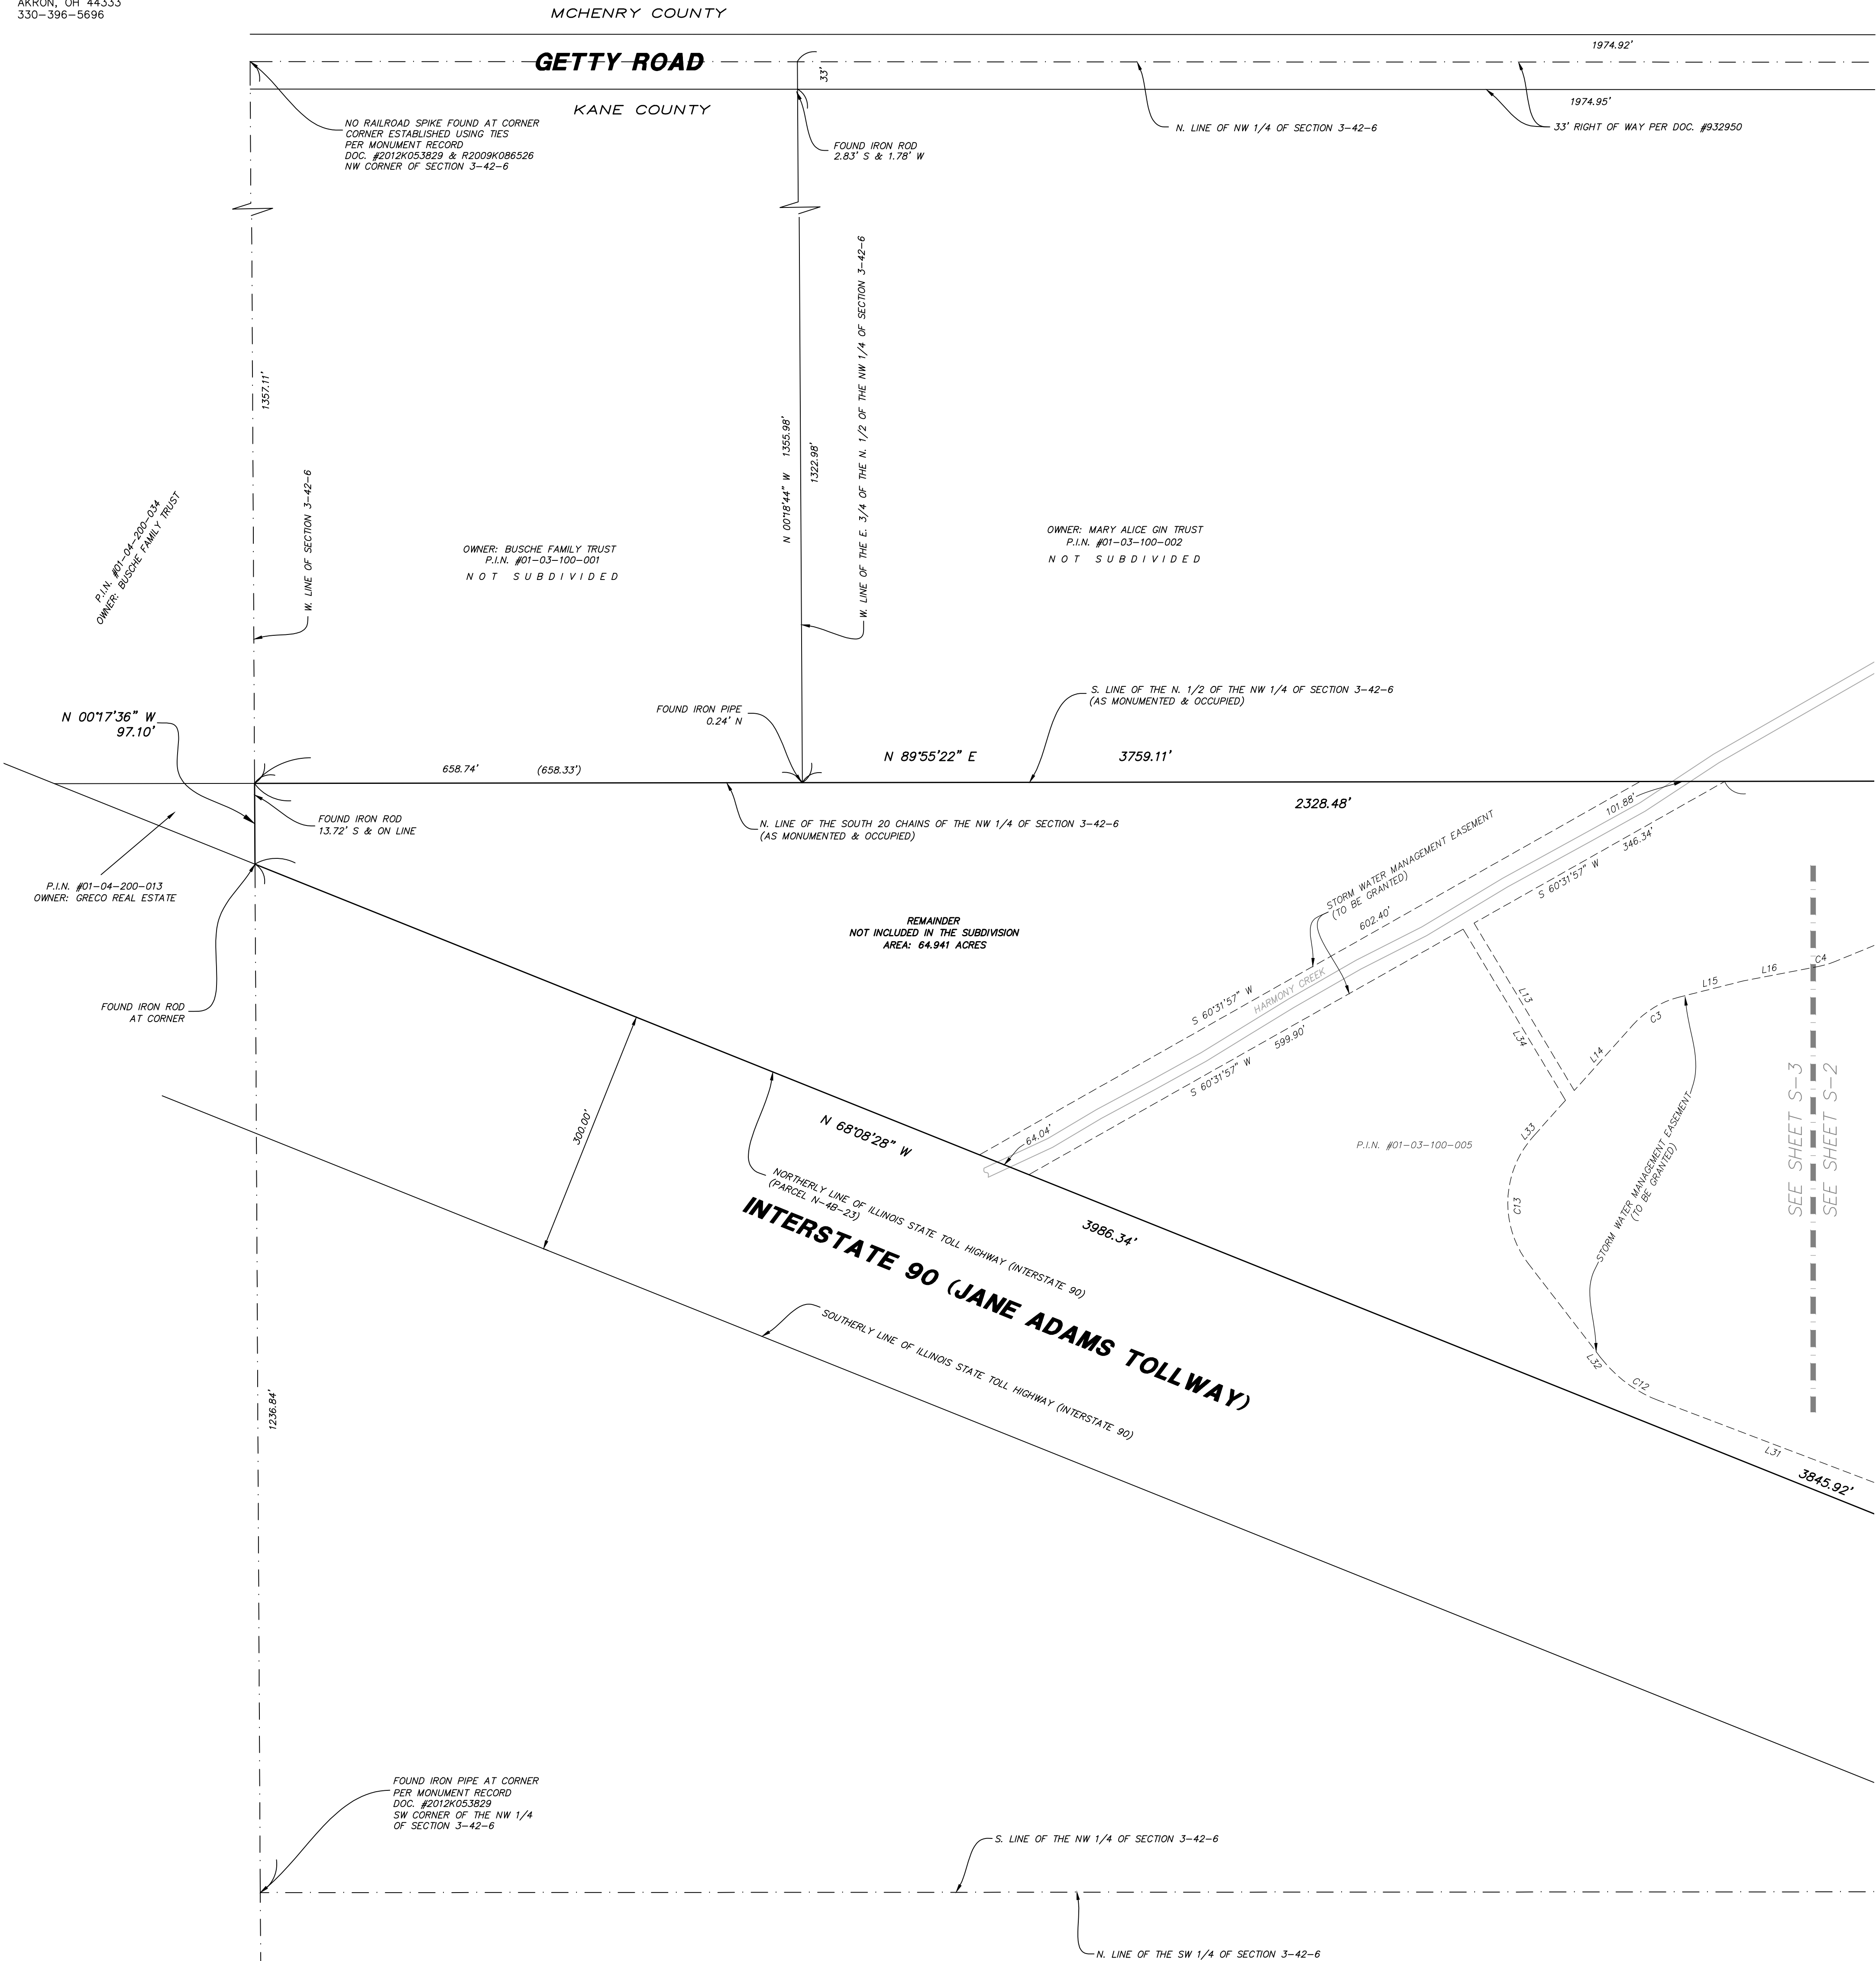 AKRON, OH 44333
330-396-5696
MCHENRY COUNTY
1974.92'
GETTY ROAD
33'
KANE COUNTY
1974.95'
NO RAILROAD SPIKE FOUND AT CORNER
CORNER ESTABLISHED USING TIES
PER MONUMENT RECORD
DOC. #2012K053829 & R2009K086526
NW CORNER OF SECTION 3-42-6
FOUND IRON ROD
2.83' S & 1.78' W
N. LINE OF NW 1/4 OF SECTION 3-42-6
33' RIGHT OF WAY PER DOC. #932950
1357.11'
W. LINE OF SECTION 3-42-6
N 00°18'44" W 1355.98'
1322.98'
W. LINE OF THE E. 3/4 OF THE N. 1/2 OF THE NW 1/4 OF SECTION 3-42-6
P.I.N. #01-04-200-034
OWNER: BUSCHE FAMILY TRUST
OWNER: BUSCHE FAMILY TRUST
P.I.N. #01-03-100-001
NOT SUBDIVIDED
OWNER: MARY ALICE GIN TRUST
P.I.N. #01-03-100-002
NOT SUBDIVIDED
N 00°17'36" W
97.10'
FOUND IRON PIPE
0.24' N
S. LINE OF THE N. 1/2 OF THE NW 1/4 OF SECTION 3-42-6
(AS MONUMENTED & OCCUPIED)
658.74' (658.33')
N 89°55'22" E 3759.11'
2328.48'
101.88'
FOUND IRON ROD
13.72' S & ON LINE
N. LINE OF THE SOUTH 20 CHAINS OF THE NW 1/4 OF SECTION 3-42-6
(AS MONUMENTED & OCCUPIED)
STORM WATER MANAGEMENT EASEMENT
(TO BE GRANTED)
S 60°31'57" W 346.34'
P.I.N. #01-04-200-013
OWNER: GRECO REAL ESTATE
REMAINDER
NOT INCLUDED IN THE SUBDIVISION
AREA: 64.941 ACRES
S 60°31'57" W 602.40'
HARMONY CREEK
S 60°31'57" W 599.90'
L13
L34
L15
L16
C4
C3
L14
FOUND IRON ROD
AT CORNER
300.00'
N 68°08'28" W
64.04'
P.I.N. #01-03-100-005
L33
C13
STORM WATER MANAGEMENT EASEMENT
(TO BE GRANTED)
SEE SHEET S-3
SEE SHEET S-2
NORTHERLY LINE OF ILLINOIS STATE TOLL HIGHWAY (INTERSTATE 90)
(PARCEL N-4B-23)
3986.34'
INTERSTATE 90 (JANE ADAMS TOLLWAY)
SOUTHERLY LINE OF ILLINOIS STATE TOLL HIGHWAY (INTERSTATE 90)
L32
C12
L31
3845.92'
1236.84'
FOUND IRON PIPE AT CORNER
PER MONUMENT RECORD
DOC. #2012K053829
SW CORNER OF THE NW 1/4
OF SECTION 3-42-6
S. LINE OF THE NW 1/4 OF SECTION 3-42-6
N. LINE OF THE SW 1/4 OF SECTION 3-42-6